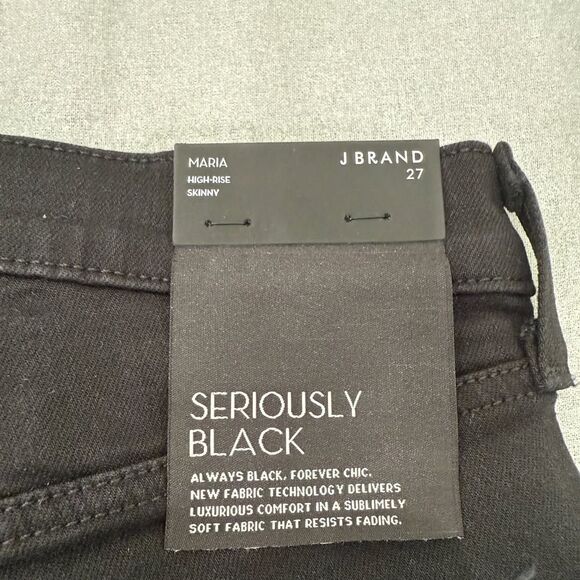 MARIA
HIGH-RISE
SKINNY
J BRAND
27
SERIOUSLY
BLACK
ALWAYS BLACK, FOREVER CHIC.
NEW FABRIC TECHNOLOGY DELIVERS
LUXURIOUS COMFORT IN A SUBLIMELY
SOFT FABRIC THAT RESISTS FADING.